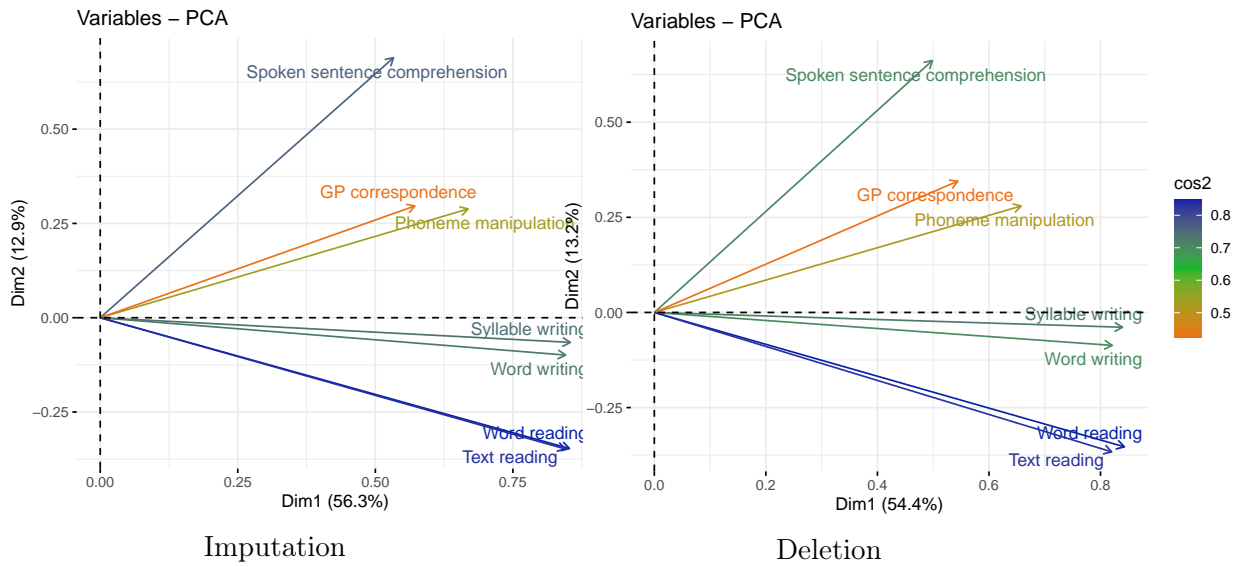 Variables − PCA
Spoken sentence comprehension
GP correspondence
Phoneme manipulation
Syllable writing
Word writing
Word reading
Text reading
0.50
0.25
0.00
−0.25
Dim2 (12.9%)
0.00
0.25
0.50
0.75
Dim1 (56.3%)
Imputation
Variables − PCA
Spoken sentence comprehension
GP correspondence
Phoneme manipulation
Syllable writing
Word writing
Word reading
Text reading
0.50
0.25
0.00
−0.25
Dim2 (13.2%)
0.0
0.2
0.4
0.6
0.8
Dim1 (54.4%)
Deletion
cos2
0.8
0.7
0.6
0.5